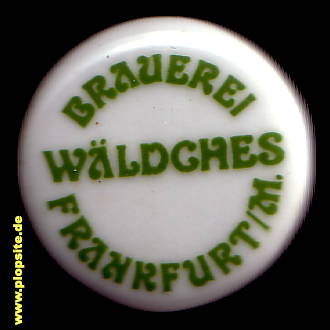 BRAUEREI
WÄLDCHES
FRANKFURT/M.
www.plopsite.de